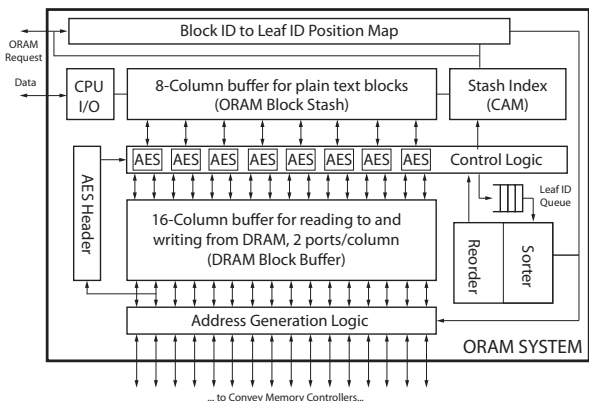 Block ID to Leaf ID Position Map
ORAM
Request
Data
CPU
I/O
8-Column buffer for plain text blocks
(ORAM Block Stash)
Stash Index
(CAM)
AES
AES
AES
AES
AES
AES
AES
AES
Control Logic
AES Header
Leaf ID
Queue
16-Column buffer for reading to and
writing from DRAM, 2 ports/column
(DRAM Block Buffer)
Reorder
Sorter
Address Generation Logic
ORAM SYSTEM
... to Convey Memory Controllers...